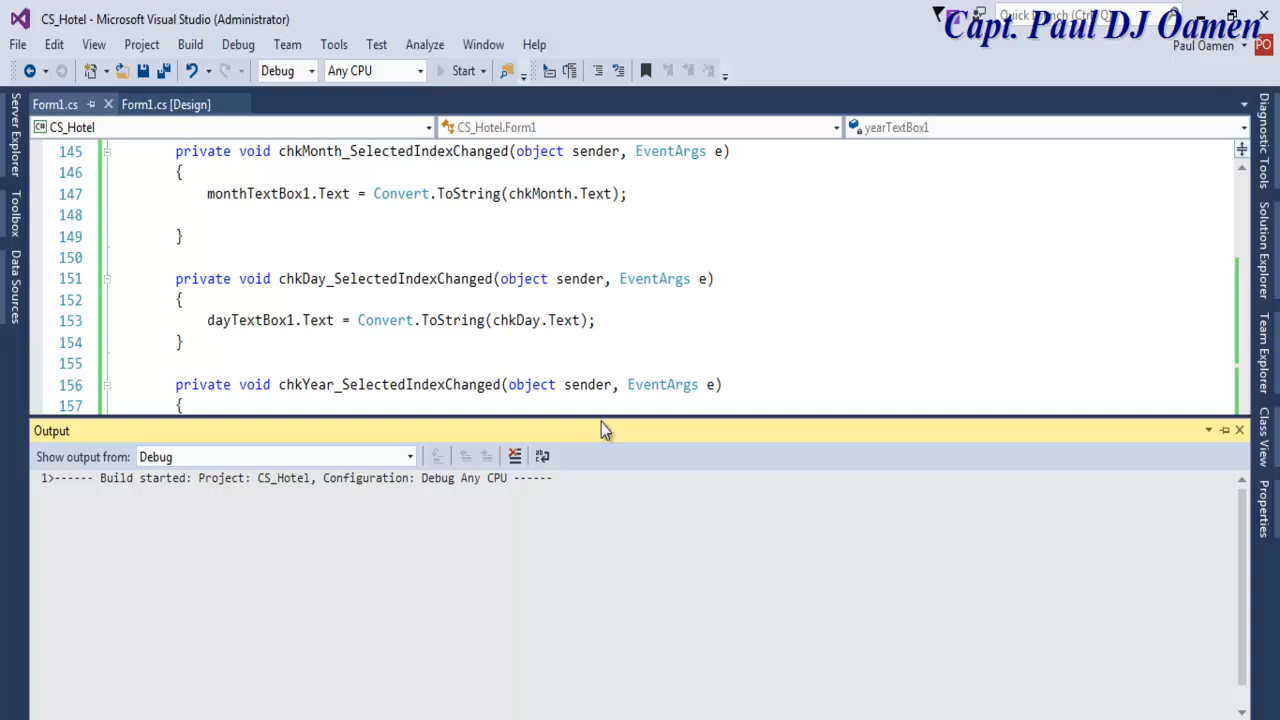 CS_Hotel - Microsoft Visual Studio (Administrator)
Quick Launch (Ctrl+Q)
Capt. Paul DJ Oamen
File Edit View Project Build Debug Team Tools Test Analyze Window Help
Paul Oamen
PO
Debug Any CPU Start
Form1.cs Form1.cs [Design]
CS_Hotel CS_Hotel.Form1 yearTextBox1
145 private void chkMonth_SelectedIndexChanged(object sender, EventArgs e)
146 {
147 monthTextBox1.Text = Convert.ToString(chkMonth.Text);
148
149 }
150
151 private void chkDay_SelectedIndexChanged(object sender, EventArgs e)
152 {
153 dayTextBox1.Text = Convert.ToString(chkDay.Text);
154 }
155
156 private void chkYear_SelectedIndexChanged(object sender, EventArgs e)
157 {
Output
Show output from: Debug
1>------ Build started: Project: CS_Hotel, Configuration: Debug Any CPU ------
Server Explorer
Toolbox
Data Sources
Diagnostic Tools
Solution Explorer
Team Explorer
Class View
Properties